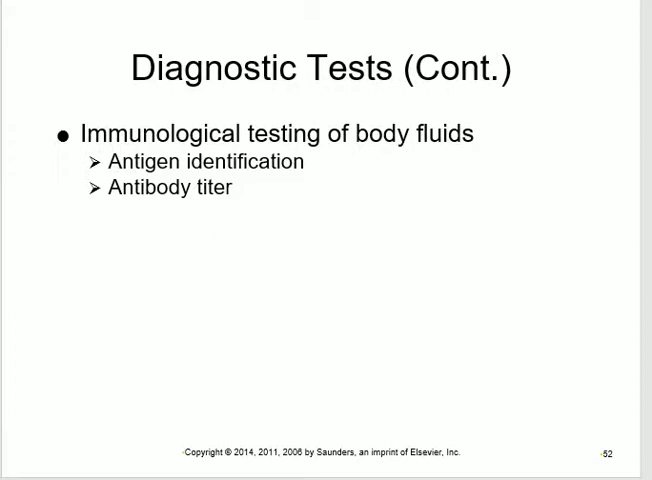 Diagnostic Tests (Cont.)
● Immunological testing of body fluids
➢ Antigen identification
➢ Antibody titer
Copyright © 2014, 2011, 2006 by Saunders, an imprint of Elsevier, Inc.
52